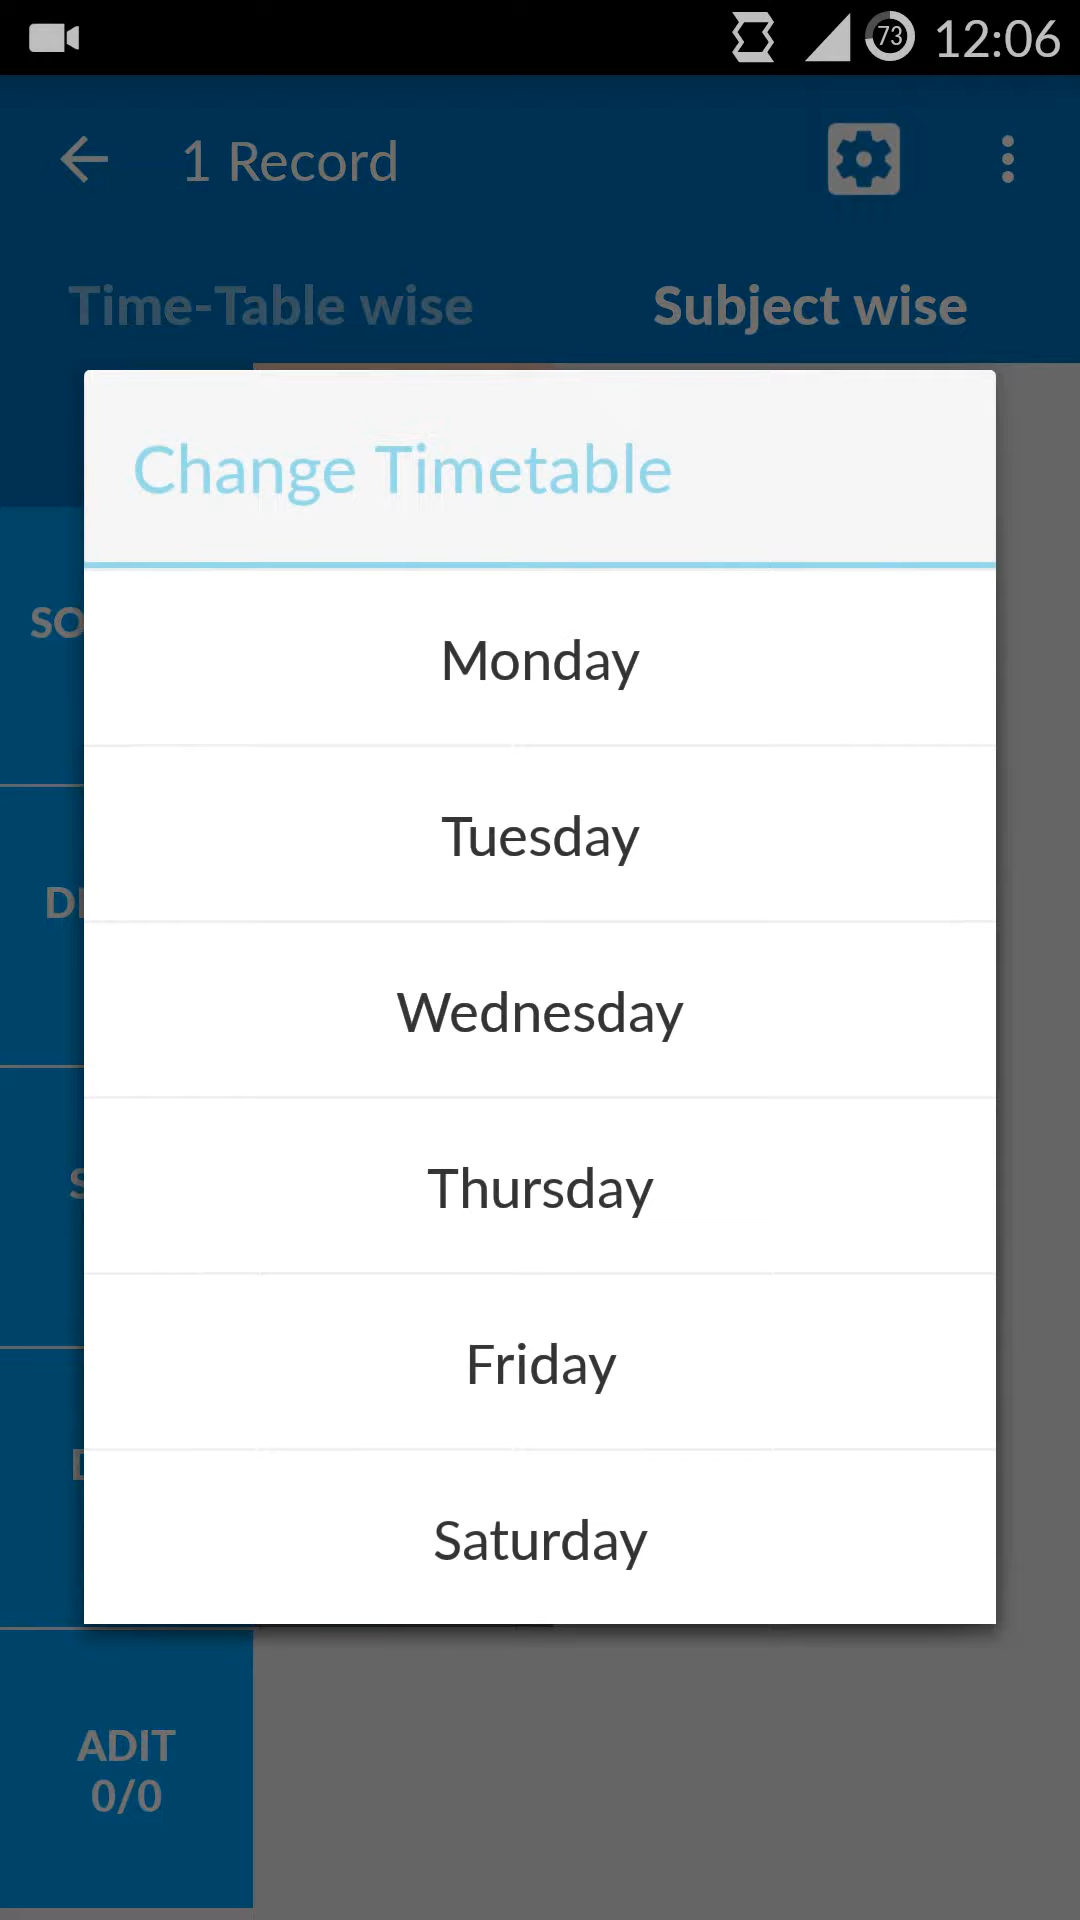 73 12:06
1 Record
Time-Table wise
Subject wise
Change Timetable
Monday
Tuesday
Wednesday
Thursday
Friday
Saturday
ADIT
0/0